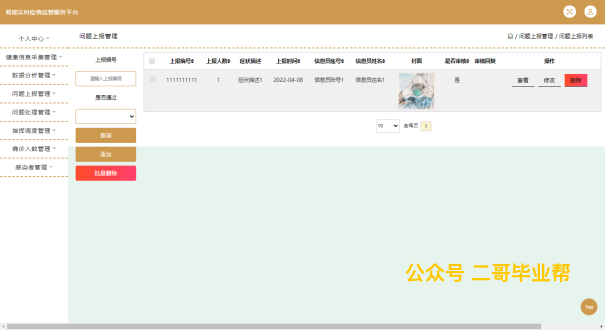 智能实时疫情监管服务平台
个人中心
健康信息采集管理
数据分析管理
问题上报管理
问题处理管理
指挥调度管理
确诊人数管理
感染者管理
问题上报管理
/ 问题上报管理 / 问题上报列表
上报编号
请输入上报编号
是否通过
查询
添加
批量删除
上报编号 上报人数 症状描述 上报时间 信息员账号 信息员姓名 封面 是否审核 审核回复 操作
1111111111 1 症状描述1 2022-04-08 信息员账号1 信息员姓名1 是 查看 修改 删除
10 条每页 1
公众号 二哥毕业帮
Top